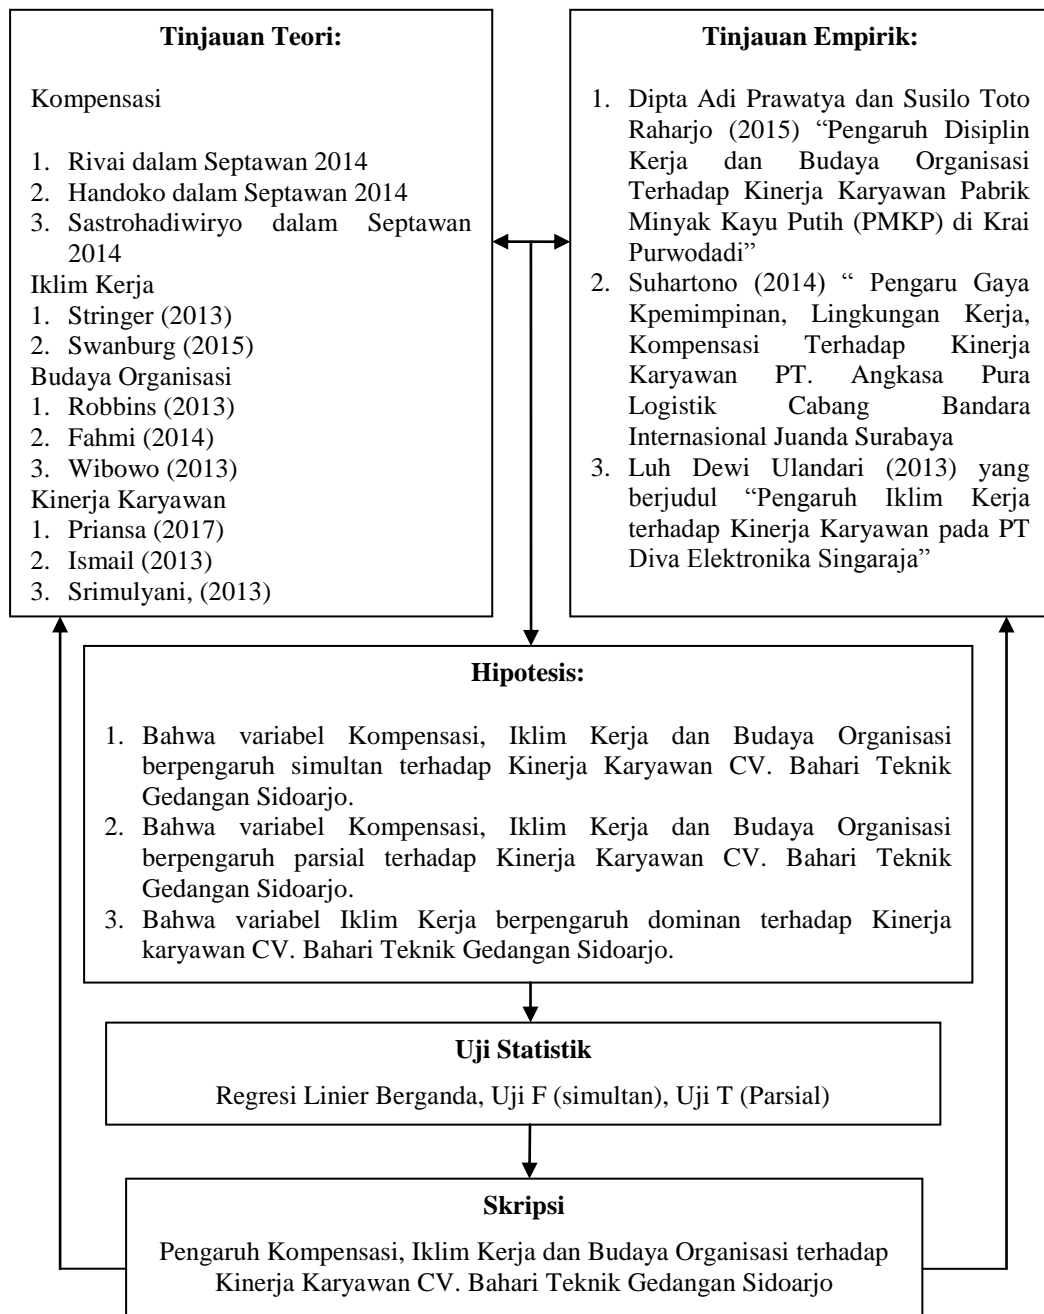 Tinjauan Teori:
Kompensasi
1. Rivai dalam Septawan 2014
2. Handoko dalam Septawan 2014
3. Sastrohadiwiryo dalam Septawan
2014
Iklim Kerja
1. Stringer (2013)
2. Swanburg (2015)
Budaya Organisasi
1. Robbins (2013)
2. Fahmi (2014)
3. Wibowo (2013)
Kinerja Karyawan
1. Priansa (2017)
2. Ismail (2013)
3. Srimulyani, (2013)
Tinjauan Empirik:
1. Dipta Adi Prawatya dan Susilo Toto
Raharjo (2015) “Pengaruh Disiplin
Kerja dan Budaya Organisasi
Terhadap Kinerja Karyawan Pabrik
Minyak Kayu Putih (PMKP) di Krai
Purwodadi”
2. Suhartono (2014) “ Pengaru Gaya
Kpemimpinan, Lingkungan Kerja,
Kompensasi Terhadap Kinerja
Karyawan PT. Angkasa Pura
Logistik Cabang Bandara
Internasional Juanda Surabaya
3. Luh Dewi Ulandari (2013) yang
berjudul “Pengaruh Iklim Kerja
terhadap Kinerja Karyawan pada PT
Diva Elektronika Singaraja”
Hipotesis:
1. Bahwa variabel Kompensasi, Iklim Kerja dan Budaya Organisasi
berpengaruh simultan terhadap Kinerja Karyawan CV. Bahari Teknik
Gedangan Sidoarjo.
2. Bahwa variabel Kompensasi, Iklim Kerja dan Budaya Organisasi
berpengaruh parsial terhadap Kinerja Karyawan CV. Bahari Teknik
Gedangan Sidoarjo.
3. Bahwa variabel Iklim Kerja berpengaruh dominan terhadap Kinerja
karyawan CV. Bahari Teknik Gedangan Sidoarjo.
Uji Statistik
Regresi Linier Berganda, Uji F (simultan), Uji T (Parsial)
Skripsi
Pengaruh Kompensasi, Iklim Kerja dan Budaya Organisasi terhadap
Kinerja Karyawan CV. Bahari Teknik Gedangan Sidoarjo